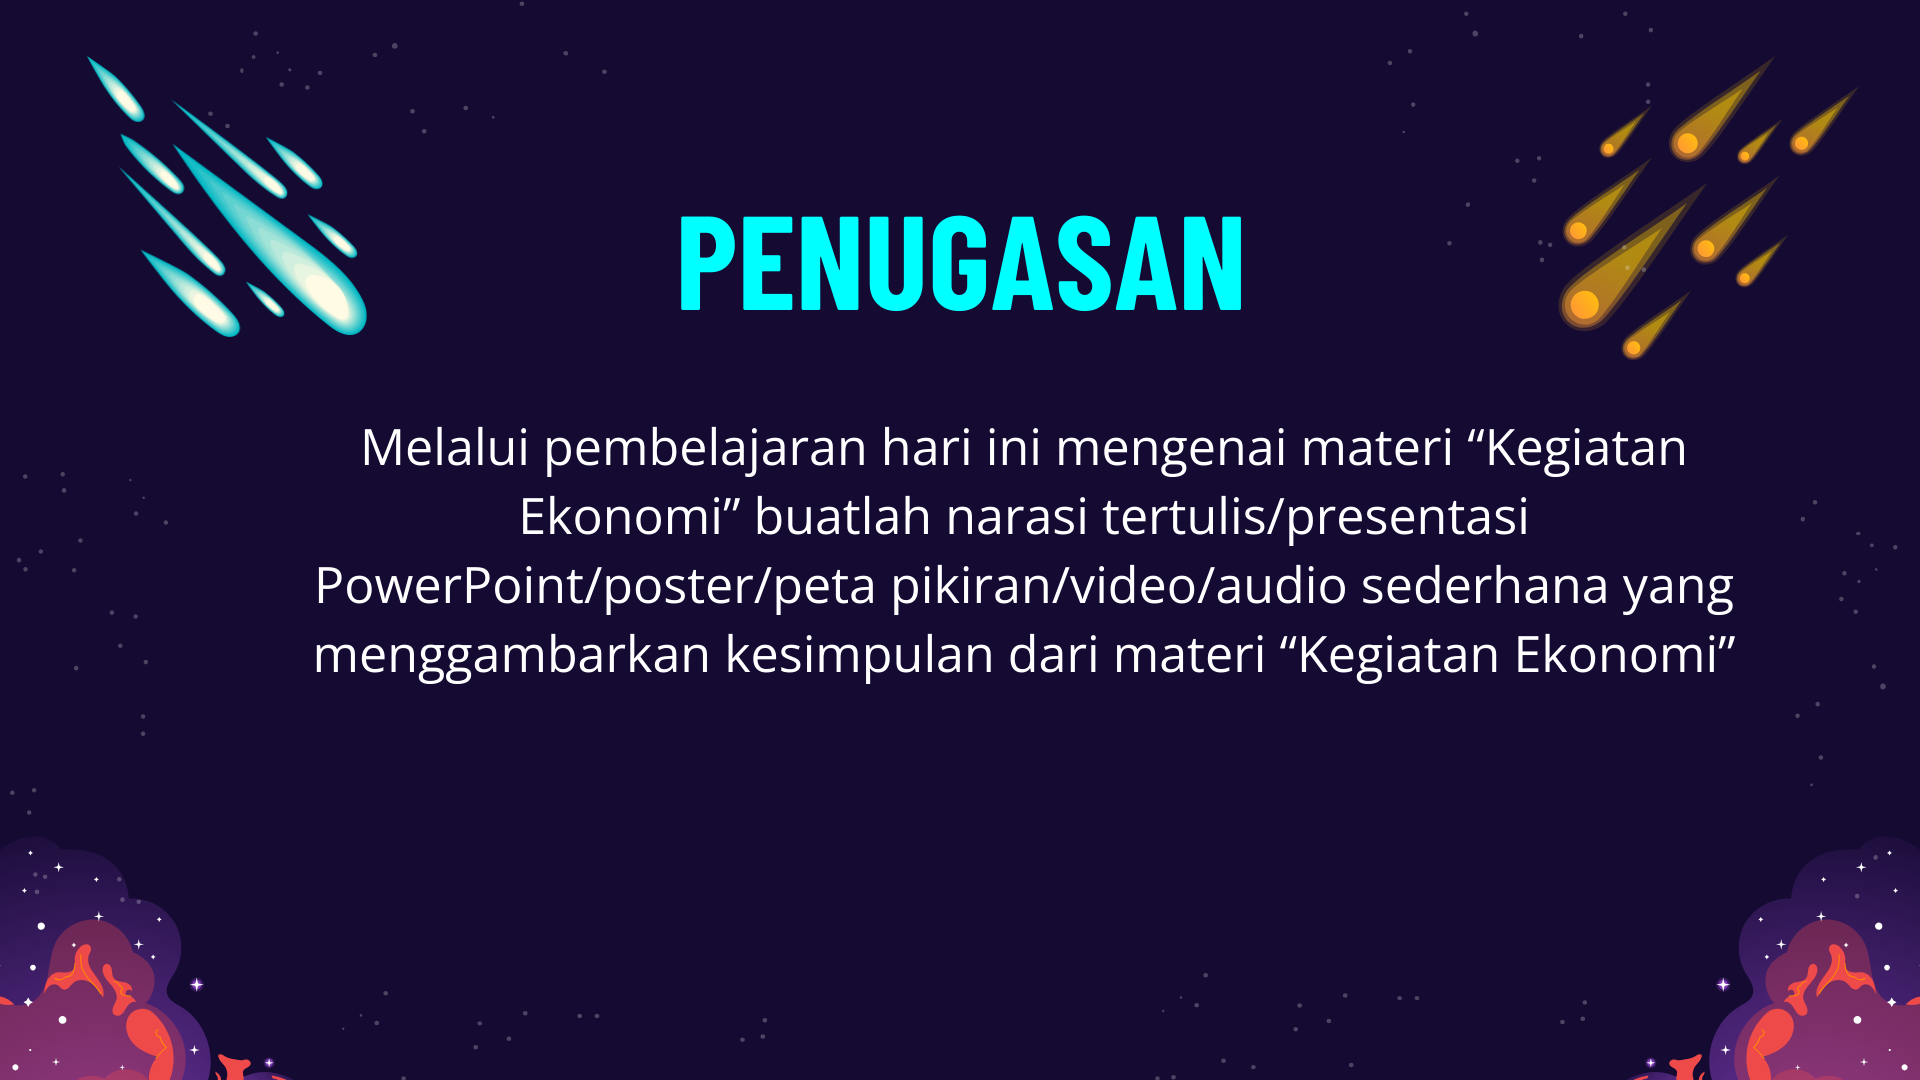 PENUGASAN
Melalui pembelajaran hari ini mengenai materi “Kegiatan
Ekonomi” buatlah narasi tertulis/presentasi
PowerPoint/poster/peta pikiran/video/audio sederhana yang
menggambarkan kesimpulan dari materi “Kegiatan Ekonomi”